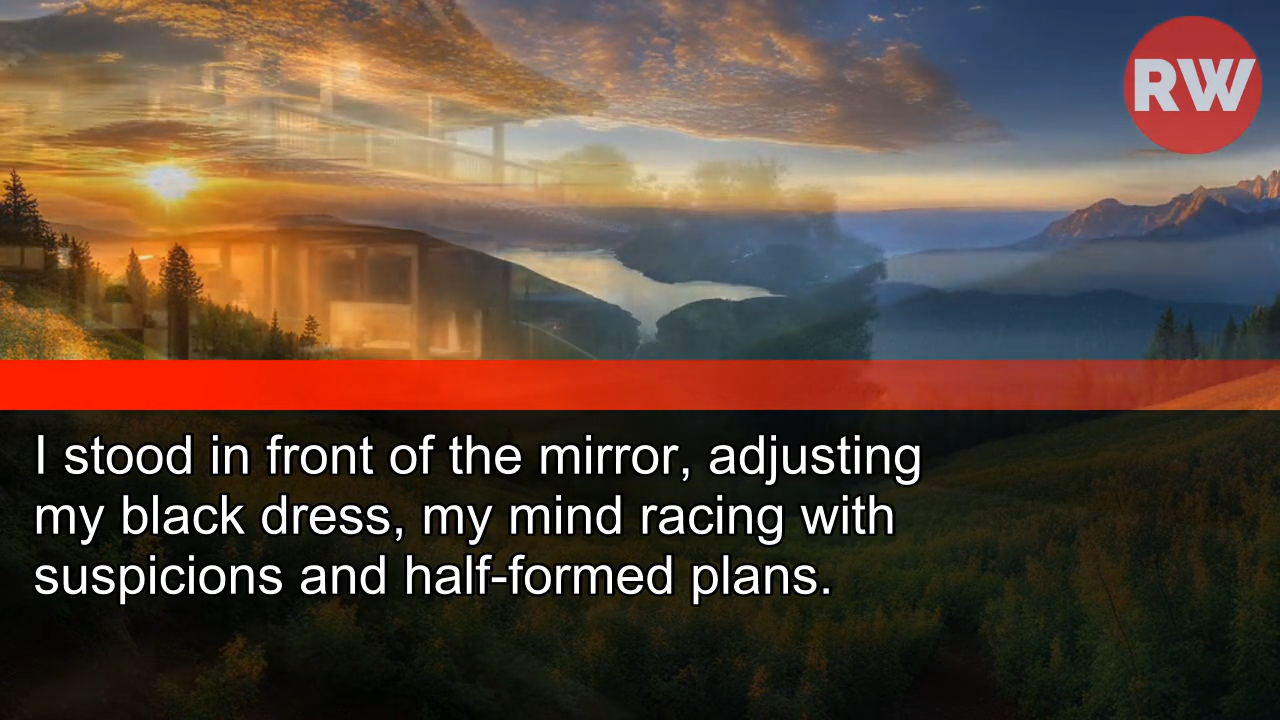 RW
I stood in front of the mirror, adjusting
my black dress, my mind racing with
suspicions and half-formed plans.